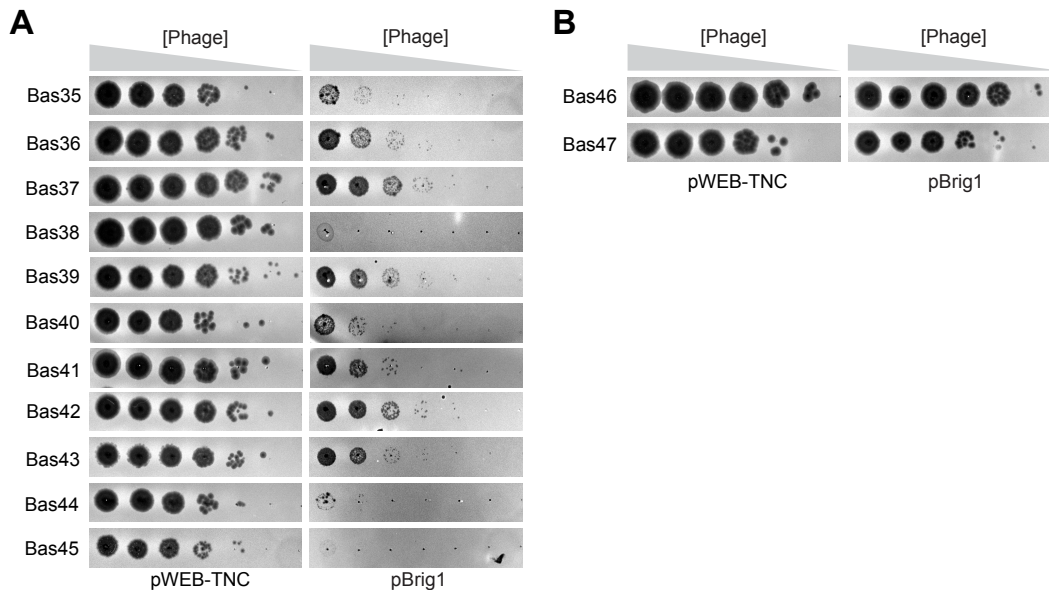 A
[Phage]
[Phage]
Bas35
Bas36
Bas37
Bas38
Bas39
Bas40
Bas41
Bas42
Bas43
Bas44
Bas45
pWEB-TNC
pBrig1
B
[Phage]
[Phage]
Bas46
Bas47
pWEB-TNC
pBrig1